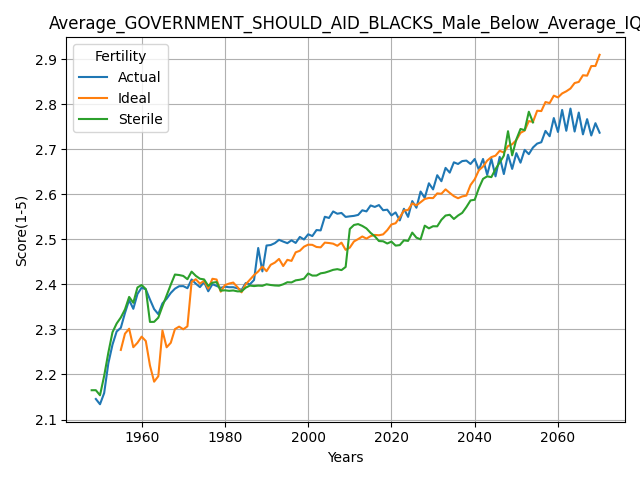 Average_GOVERNMENT_SHOULD_AID_BLACKS_Male_Below_Average_IQ
Fertility
Actual
Ideal
Sterile
Score(1-5)
2.9
2.8
2.7
2.6
2.5
2.4
2.3
2.2
2.1
1960
1980
2000
2020
2040
2060
Years